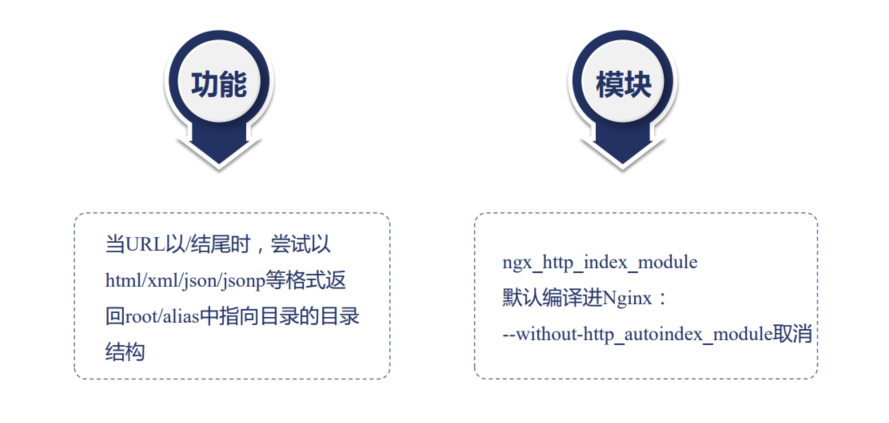 功能
当URL以/结尾时，尝试以
html/xml/json/jsonp等格式返
回root/alias中指向目录的目录
结构
模块
ngx_http_index_module
默认编译进Nginx：
--without-http_autoindex_module取消